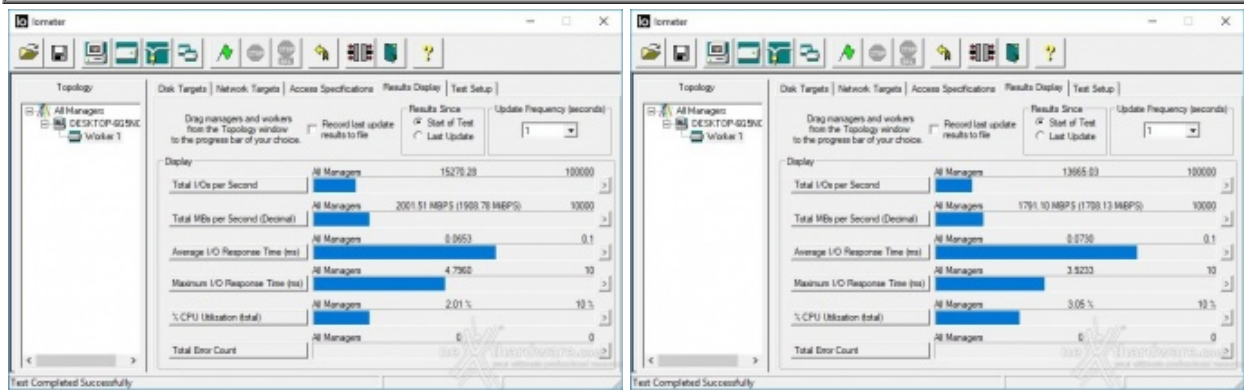 Iometer
Topology
All Managers
Worker 1
Disk Targets
Network Targets
Access Specifications
Results Display
Test Setup
Drag managers and workers
from the Topology window
to the progress bar of your choice.
Record last update
results to file
Results Since
Start of Test
Last Update
Update Frequency (seconds)
1
Display
All Managers 15270.28 100000
Total I/Os per Second
All Managers 2001.51 MBPS (1908.78 MiBPS) 10000
Total MBs per Second (Decimal)
All Managers 0.0653 0.1
Average I/O Response Time (ms)
All Managers 4.7960 10
Maximum I/O Response Time (ms)
All Managers 2.01 % 10 %
% CPU Utilization (total)
All Managers 0 0
Total Error Count
Test Completed Successfully
Iometer
Topology
All Managers
Worker 1
Disk Targets
Network Targets
Access Specifications
Results Display
Test Setup
Drag managers and workers
from the Topology window
to the progress bar of your choice.
Record last update
results to file
Results Since
Start of Test
Last Update
Update Frequency (seconds)
1
Display
All Managers 13665.03 100000
Total I/Os per Second
All Managers 1791.10 MBPS (1708.13 MiBPS) 10000
Total MBs per Second (Decimal)
All Managers 0.0730 0.1
Average I/O Response Time (ms)
All Managers 3.9233 10
Maximum I/O Response Time (ms)
All Managers 3.05 % 10 %
% CPU Utilization (total)
All Managers 0 0
Total Error Count
Test Completed Successfully